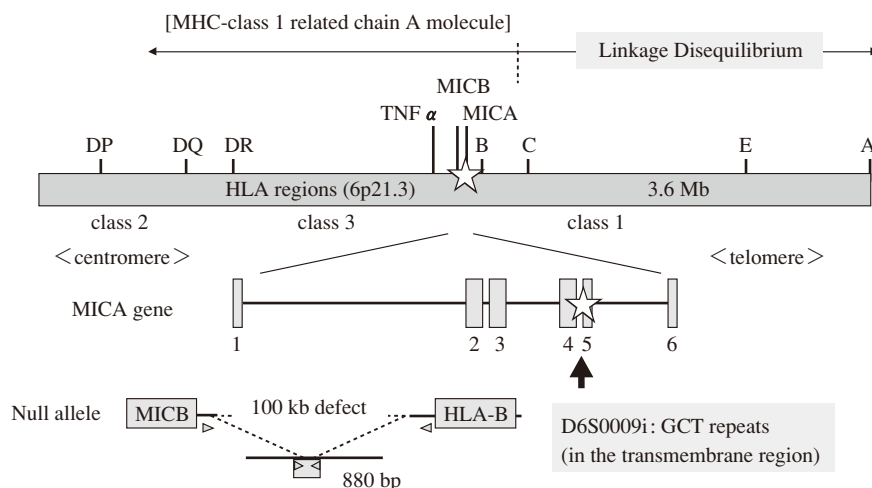 [MHC-class 1 related chain A molecule]
Linkage Disequilibrium
MICB
TNF α MICA
DP DQ DR B C E A
HLA regions (6p21.3) 3.6 Mb
class 2 class 3 class 1
<centromere> <telomere>
MICA gene
1 2 3 4 5 6
Null allele MICB 100 kb defect HLA-B
880 bp
D6S0009i : GCT repeats
(in the transmembrane region)